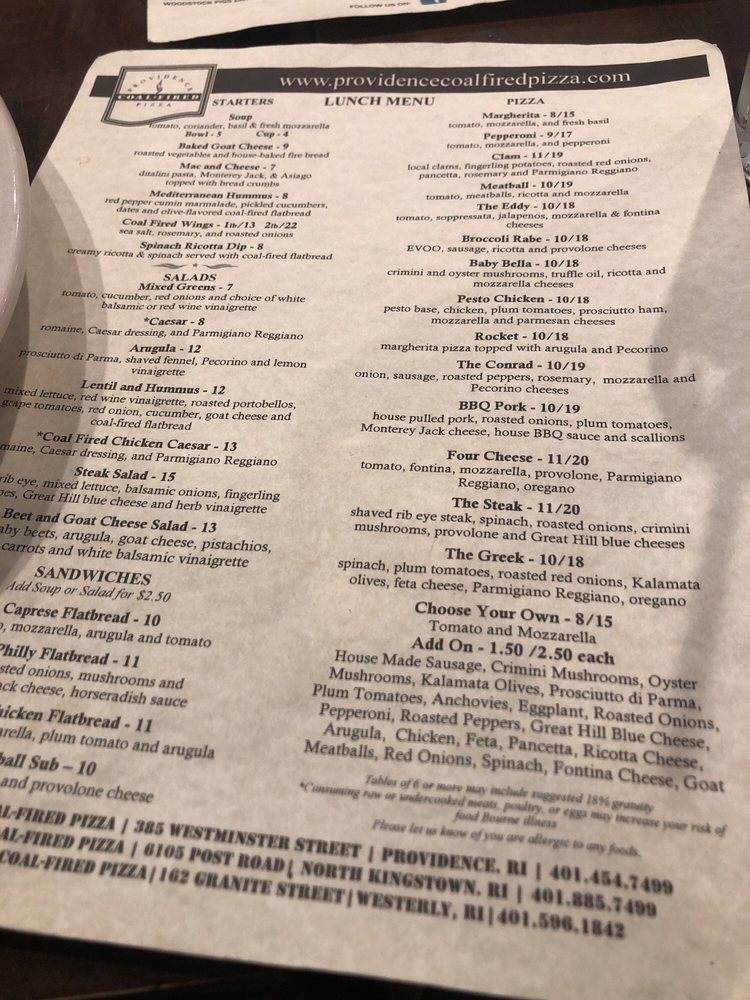 WOODSTOCK PIGS
FOLLOW US ON:
PROVIDENCE
COAL-FIRED
PIZZA
www.providencecoalfiredpizza.com
LUNCH MENU
STARTERS
Soup
tomato, coriander, basil & fresh mozzarella
Bowl - 5 Cup - 4
Baked Goat Cheese - 9
roasted vegetables and house-baked fire bread
Mac and Cheese - 7
ditalini pasta, Monterey Jack, & Asiago
topped with bread crumbs
Mediterranean Hummus - 8
red pepper cumin marmalade, pickled cucumbers,
dates and olive-flavored coal-fired flatbread
Coal Fired Wings - 1lb/13 2lb/22
sea salt, rosemary, and roasted onions
Spinach Ricotta Dip - 8
creamy ricotta & spinach served with coal-fired flatbread
SALADS
Mixed Greens - 7
tomato, cucumber, red onions and choice of white
balsamic or red wine vinaigrette
*Caesar - 8
romaine, Caesar dressing, and Parmigiano Reggiano
Arugula - 12
prosciutto di Parma, shaved fennel, Pecorino and lemon
vinaigrette
Lentil and Hummus - 12
mixed lettuce, red wine vinaigrette, roasted portobellos,
grape tomatoes, red onion, cucumber, goat cheese and
coal-fired flatbread
*Coal Fired Chicken Caesar - 13
maine, Caesar dressing, and Parmigiano Reggiano
Steak Salad - 15
rib eye, mixed lettuce, balsamic onions, fingerling
oes, Great Hill blue cheese and herb vinaigrette
Beet and Goat Cheese Salad - 13
aby beets, arugula, goat cheese, pistachios,
carrots and white balsamic vinaigrette
SANDWICHES
Add Soup or Salad for $2.50
Caprese Flatbread - 10
mozzarella, arugula and tomato
Philly Flatbread - 11
sted onions, mushrooms and
ck cheese, horseradish sauce
hicken Flatbread - 11
arella, plum tomato and arugula
ball Sub - 10
and provolone cheese
PIZZA
Margherita - 8/15
tomato, mozzarella, and fresh basil
Pepperoni - 9/17
tomato, mozzarella, and pepperoni
Clam - 11/19
local clams, fingerling potatoes, roasted red onions,
pancetta, rosemary and Parmigiano Reggiano
Meatball - 10/19
tomato, meatballs, ricotta and mozzarella
The Eddy - 10/18
tomato, soppressata, jalapenos, mozzarella & fontina
cheeses
Broccoli Rabe - 10/18
EVOO, sausage, ricotta and provolone cheeses
Baby Bella - 10/18
crimini and oyster mushrooms, truffle oil, ricotta and
mozzarella cheeses
Pesto Chicken - 10/18
pesto base, chicken, plum tomatoes, prosciutto ham,
mozzarella and parmesan cheeses
Rocket - 10/18
margherita pizza topped with arugula and Pecorino
The Conrad - 10/19
onion, sausage, roasted peppers, rosemary, mozzarella and
Pecorino cheeses
BBQ Pork - 10/19
house pulled pork, roasted onions, plum tomatoes,
Monterey Jack cheese, house BBQ sauce and scallions
Four Cheese - 11/20
tomato, fontina, mozzarella, provolone, Parmigiano
Reggiano, oregano
The Steak - 11/20
shaved rib eye steak, spinach, roasted onions, crimini
mushrooms, provolone and Great Hill blue cheeses
The Greek - 10/18
spinach, plum tomatoes, roasted red onions, Kalamata
olives, feta cheese, Parmigiano Reggiano, oregano
Choose Your Own - 8/15
Tomato and Mozzarella
Add On - 1.50 /2.50 each
House Made Sausage, Crimini Mushrooms, Oyster
Mushrooms, Kalamata Olives, Prosciutto di Parma,
Plum Tomatoes, Anchovies, Eggplant, Roasted Onions,
Pepperoni, Roasted Peppers, Great Hill Blue Cheese,
Arugula, Chicken, Feta, Pancetta, Ricotta Cheese,
Meatballs, Red Onions, Spinach, Fontina Cheese, Goat
Tables of 6 or more may include suggested 18% gratuity
*Consuming raw or undercooked meats, poultry, or eggs may increase your risk of
food Bourne illness
Please let us know of you are allergic to any foods.
AL-FIRED PIZZA | 385 WESTMINSTER STREET | PROVIDENCE, RI | 401.454.7499
AL-FIRED PIZZA | 6105 POST ROAD | NORTH KINGSTOWN, RI | 401.885.7499
COAL-FIRED PIZZA | 162 GRANITE STREET | WESTERLY, RI | 401.596.1842